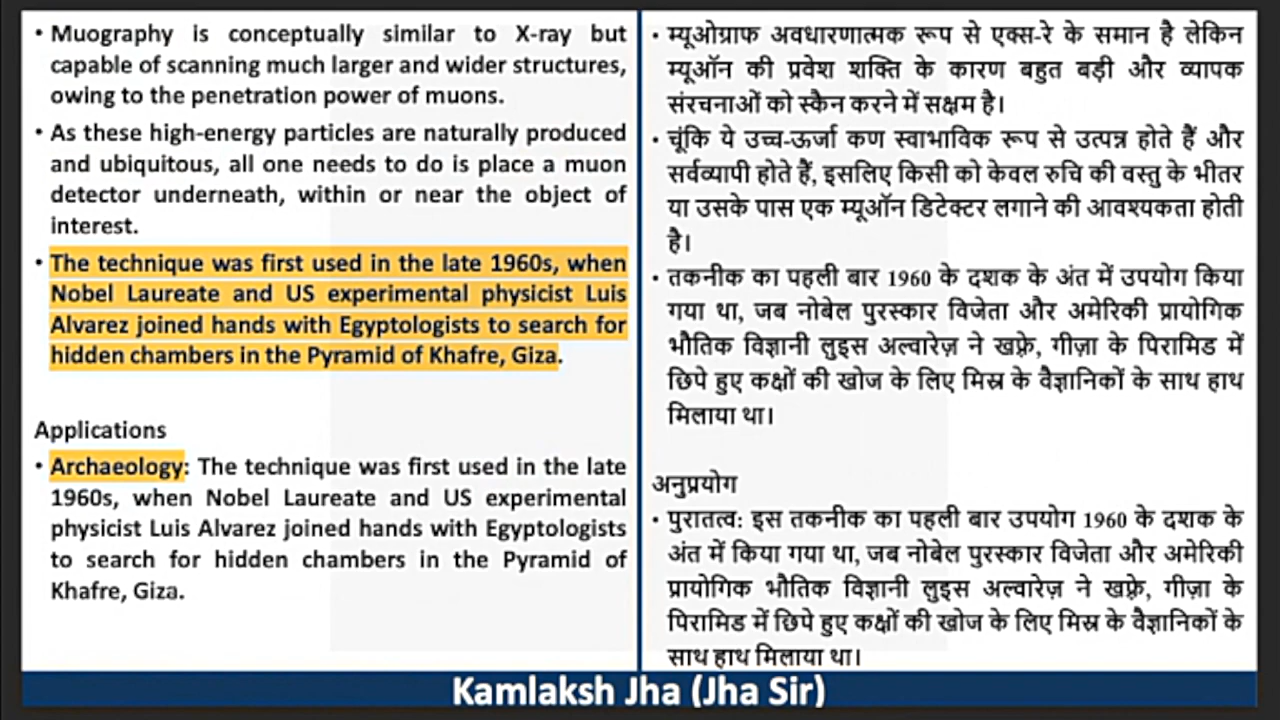 • Muography is conceptually similar to X-ray but
capable of scanning much larger and wider structures,
owing to the penetration power of muons.
• As these high-energy particles are naturally produced
and ubiquitous, all one needs to do is place a muon
detector underneath, within or near the object of
interest.
• The technique was first used in the late 1960s, when
Nobel Laureate and US experimental physicist Luis
Alvarez joined hands with Egyptologists to search for
hidden chambers in the Pyramid of Khafre, Giza.
Applications
• Archaeology: The technique was first used in the late
1960s, when Nobel Laureate and US experimental
physicist Luis Alvarez joined hands with Egyptologists
to search for hidden chambers in the Pyramid of
Khafre, Giza.
• म्यूओग्राफ अवधारणात्मक रूप से एक्स-रे के समान है लेकिन
म्यूऑन की प्रवेश शक्ति के कारण बहुत बड़ी और व्यापक
संरचनाओं को स्कैन करने में सक्षम है।
• चूंकि ये उच्च-ऊर्जा कण स्वाभाविक रूप से उत्पन्न होते हैं और
सर्वव्यापी होते हैं, इसलिए किसी को केवल रुचि की वस्तु के भीतर
या उसके पास एक म्यूऑन डिटेक्टर लगाने की आवश्यकता होती
है।
• तकनीक का पहली बार 1960 के दशक के अंत में उपयोग किया
गया था, जब नोबेल पुरस्कार विजेता और अमेरिकी प्रायोगिक
भौतिक विज्ञानी लुइस अल्वारेज़ ने खफ़्रे, गीज़ा के पिरामिड में
छिपे हुए कक्षों की खोज के लिए मिस्र के वैज्ञानिकों के साथ हाथ
मिलाया था।
अनुप्रयोग
• पुरातत्व: इस तकनीक का पहली बार उपयोग 1960 के दशक के
अंत में किया गया था, जब नोबेल पुरस्कार विजेता और अमेरिकी
प्रायोगिक भौतिक विज्ञानी लुइस अल्वारेज़ ने खफ़्रे, गीज़ा के
पिरामिड में छिपे हुए कक्षों की खोज के लिए मिस्र के वैज्ञानिकों के
साथ हाथ मिलाया था।
Kamlaksh Jha (Jha Sir)